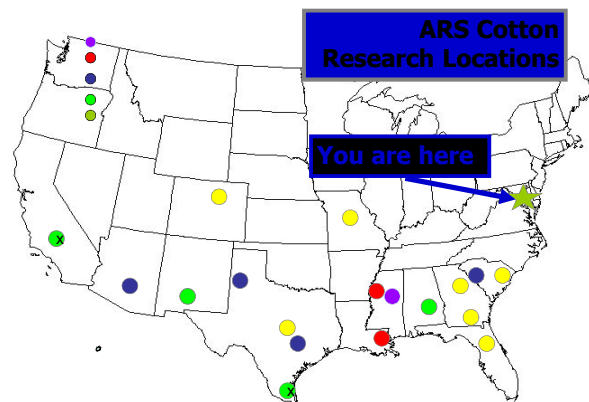 ARS Cotton
Research Locations
You are here
x
x